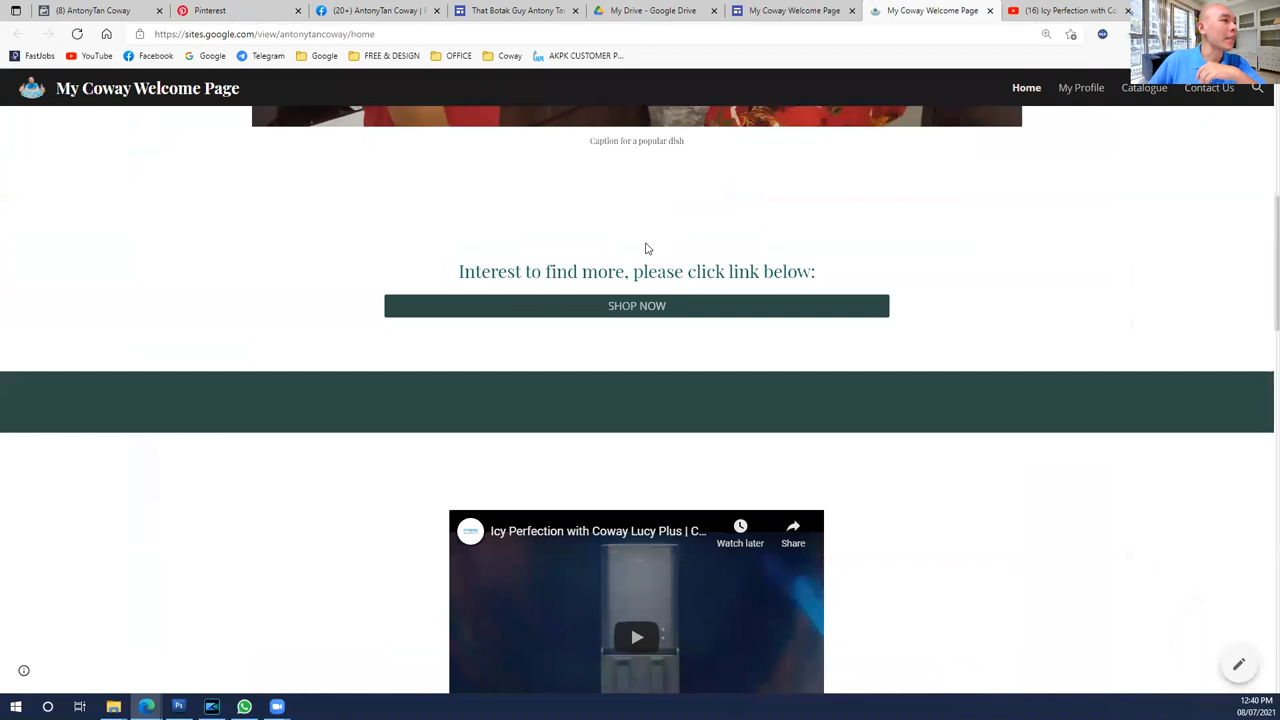 (8) AntonyTan Coway
Pinterest
(20+) AntonyTan Coway | F
That Botak Guy Antony Tan
My Drive - Google Drive
My Coway Welcome Page
My Coway Welcome Page
(16) Icy Perfection with Co
https://sites.google.com/view/antonytancoway/home
FastJobs
YouTube
Facebook
Google
Telegram
Google
FREE & DESIGN
OFFICE
Coway
AKPK CUSTOMER P...
My Coway Welcome Page
Home
My Profile
Catalogue
Contact Us
Caption for a popular dish
Interest to find more, please click link below:
SHOP NOW
Icy Perfection with Coway Lucy Plus | C...
Watch later
Share
12:40 PM
08/07/2021